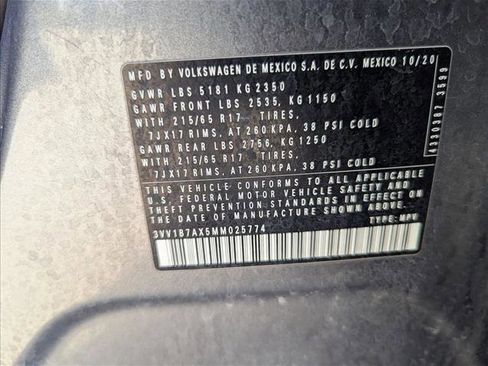 MFD BY VOLKSWAGEN DE MEXICO S.A. DE C.V. MEXICO 10/20
GVWR LBS 5181 KG 2350
GAWR FRONT LBS 2535, KG 1150
WITH 215/65 R17 TIRES,
7JX17 RIMS, AT 260 KPA, 38 PSI COLD
GAWR REAR LBS 2756, KG 1250
WITH 215/65 R17 TIRES,
7JX17 RIMS, AT 260 KPA, 38 PSI COLD
THIS VEHICLE CONFORMS TO ALL APPLICABLE
U.S. FEDERAL MOTOR VEHICLE SAFETY AND
THEFT PREVENTION STANDARDS IN EFFECT ON
THE DATE OF MANUFACTURE SHOWN ABOVE.
3VV1B7AX5MM025774 TYPE: MPV